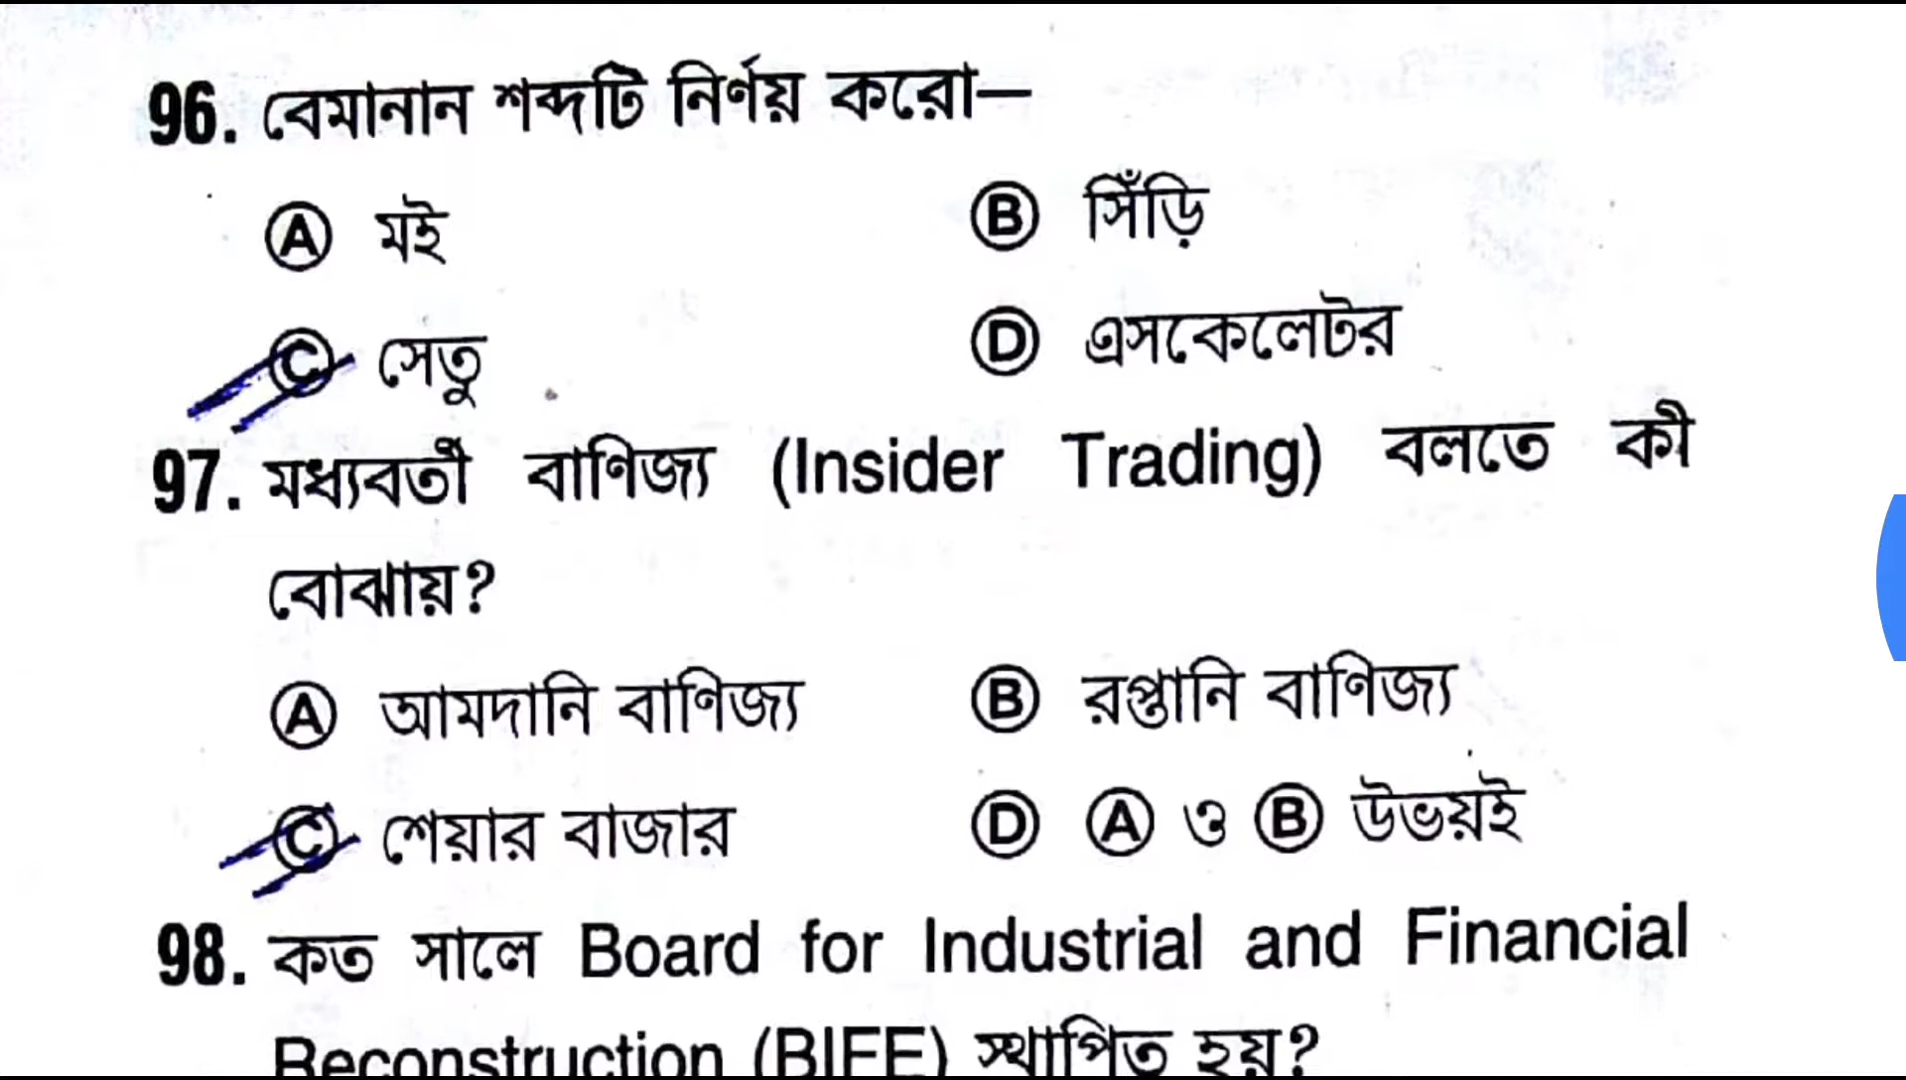 96. বেমানান শব্দটি নির্ণয় করো—
Ⓐ মই Ⓑ সিঁড়ি
Ⓒ সেতু Ⓓ এসকেলেটর
97. মধ্যবর্তী বাণিজ্য (Insider Trading) বলতে কী
বোঝায়?
Ⓐ আমদানি বাণিজ্য Ⓑ রপ্তানি বাণিজ্য
Ⓒ শেয়ার বাজার Ⓓ Ⓐ ও Ⓑ উভয়ই
98. কত সালে Board for Industrial and Financial
Reconstruction (BIFE) স্থাপিত হয়?